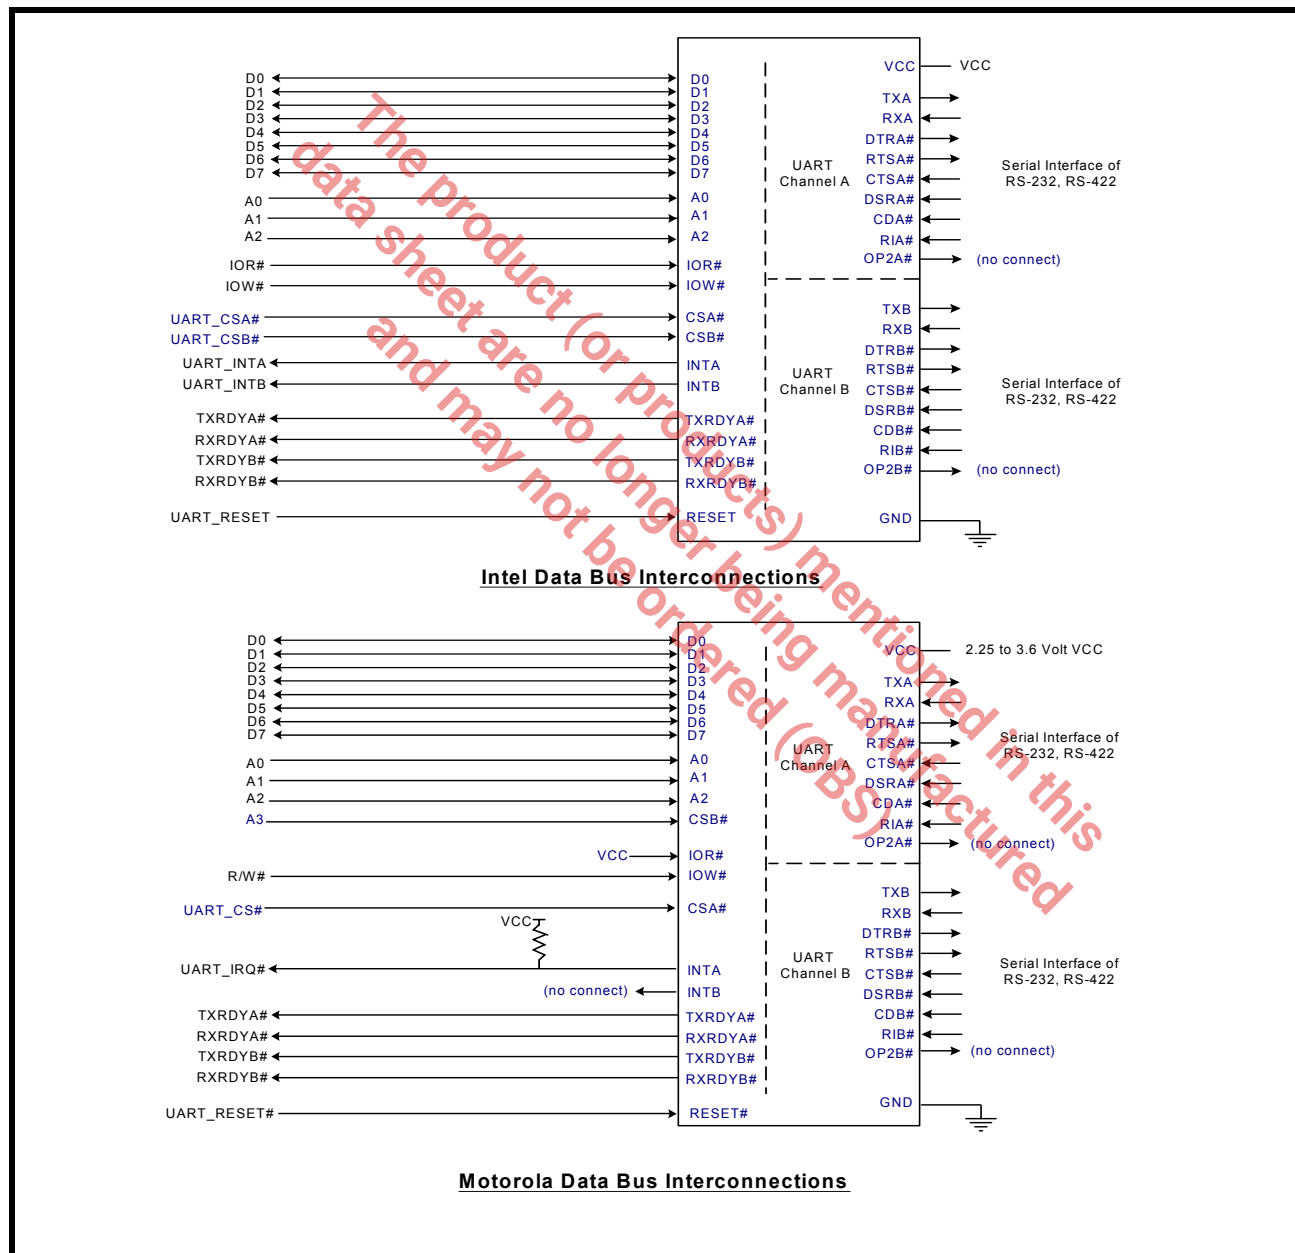 D0
D1
D2
D3
D4
D5
D6
D7
A0
A1
A2
IOR#
IOW#
UART_CSA#
UART_CSB#
UART_INTA
UART_INTB
TXRDYA#
RXRDYA#
TXRDYB#
RXRDYB#
UART_RESET
D0
D1
D2
D3
D4
D5
D6
D7
A0
A1
A2
IOR#
IOW#
CSA#
CSB#
INTA
INTB
TXRDYA#
RXRDYA#
TXRDYB#
RXRDYB#
RESET
UART
Channel A
UART
Channel B
VCC
TXA
RXA
DTRA#
RTSA#
CTSA#
DSRA#
CDA#
RIA#
OP2A#
TXB
RXB
DTRB#
RTSB#
CTSB#
DSRB#
CDB#
RIB#
OP2B#
GND
VCC
Serial Interface of
RS-232, RS-422
(no connect)
Serial Interface of
RS-232, RS-422
(no connect)
Intel Data Bus Interconnections
D0
D1
D2
D3
D4
D5
D6
D7
A0
A1
A2
A3
VCC
R/W#
UART_CS#
VCC
UART_IRQ#
(no connect)
TXRDYA#
RXRDYA#
TXRDYB#
RXRDYB#
UART_RESET#
D0
D1
D2
D3
D4
D5
D6
D7
A0
A1
A2
CSB#
IOR#
IOW#
CSA#
INTA
INTB
TXRDYA#
RXRDYA#
TXRDYB#
RXRDYB#
RESET#
UART
Channel A
UART
Channel B
VCC
TXA
RXA
DTRA#
RTSA#
CTSA#
DSRA#
CDA#
RIA#
OP2A#
TXB
RXB
DTRB#
RTSB#
CTSB#
DSRB#
CDB#
RIB#
OP2B#
GND
2.25 to 3.6 Volt VCC
Serial Interface of
RS-232, RS-422
(no connect)
Serial Interface of
RS-232, RS-422
(no connect)
Motorola Data Bus Interconnections
The product (or products) mentioned in this
data sheet are no longer being manufactured
and may not be ordered (OBS)